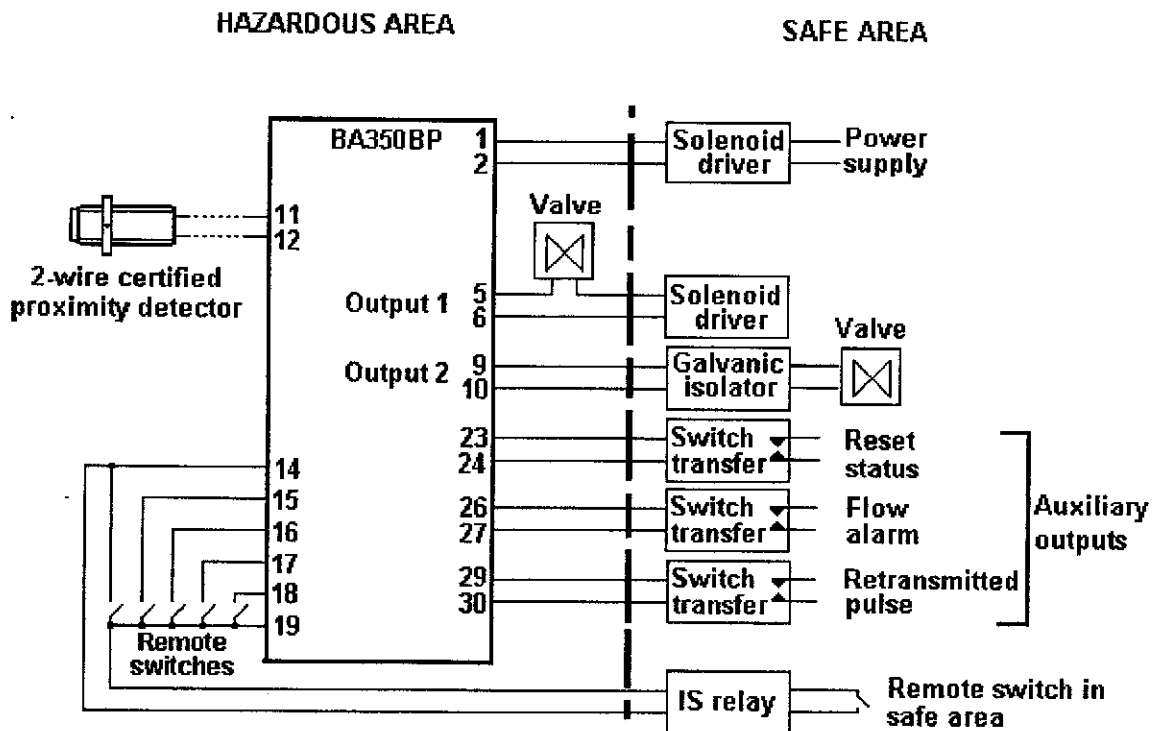 HAZARDOUS AREA
SAFE AREA
BA350BP
1
2
Solenoid
driver
Power
supply
11
12
2-wire certified
proximity detector
Valve
Output 1
5
6
Solenoid
driver
Output 2
9
10
Galvanic
isolator
Valve
23
24
Switch
transfer
Reset
status
26
27
Switch
transfer
Flow
alarm
29
30
Switch
transfer
Retransmitted
pulse
Auxiliary
outputs
14
15
16
17
18
19
Remote
switches
IS relay
Remote switch in
safe area